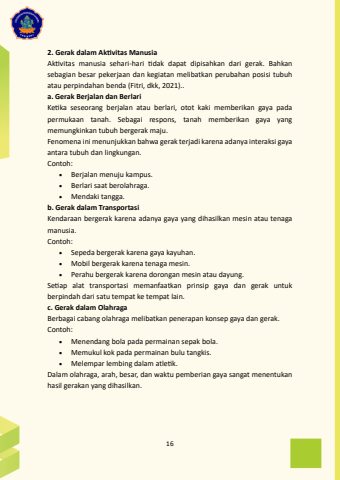 2. Gerak dalam Aktivitas Manusia
Aktivitas manusia sehari-hari tidak dapat dipisahkan dari gerak. Bahkan
sebagian besar pekerjaan dan kegiatan melibatkan perubahan posisi tubuh
atau perpindahan benda (Fitri, dkk, 2021)..
a. Gerak Berjalan dan Berlari
Ketika seseorang berjalan atau berlari, otot kaki memberikan gaya pada
permukaan tanah. Sebagai respons, tanah memberikan gaya yang
memungkinkan tubuh bergerak maju.
Fenomena ini menunjukkan bahwa gerak terjadi karena adanya interaksi gaya
antara tubuh dan lingkungan.
Contoh:
• Berjalan menuju kampus.
• Berlari saat berolahraga.
• Mendaki tangga.
b. Gerak dalam Transportasi
Kendaraan bergerak karena adanya gaya yang dihasilkan mesin atau tenaga
manusia.
Contoh:
• Sepeda bergerak karena gaya kayuhan.
• Mobil bergerak karena tenaga mesin.
• Perahu bergerak karena dorongan mesin atau dayung.
Setiap alat transportasi memanfaatkan prinsip gaya dan gerak untuk
berpindah dari satu tempat ke tempat lain.
c. Gerak dalam Olahraga
Berbagai cabang olahraga melibatkan penerapan konsep gaya dan gerak.
Contoh:
• Menendang bola pada permainan sepak bola.
• Memukul kok pada permainan bulu tangkis.
• Melempar lembing dalam atletik.
Dalam olahraga, arah, besar, dan waktu pemberian gaya sangat menentukan
hasil gerakan yang dihasilkan.
16